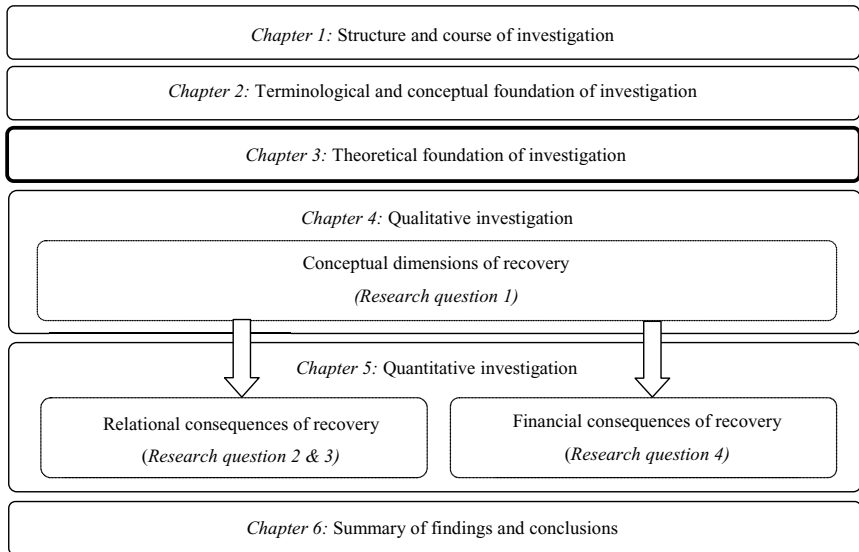 Chapter 1: Structure and course of investigation
Chapter 2: Terminological and conceptual foundation of investigation
Chapter 3: Theoretical foundation of investigation
Chapter 4: Qualitative investigation
Conceptual dimensions of recovery
(Research question 1)
Chapter 5: Quantitative investigation
Relational consequences of recovery
(Research question 2 & 3)
Financial consequences of recovery
(Research question 4)
Chapter 6: Summary of findings and conclusions